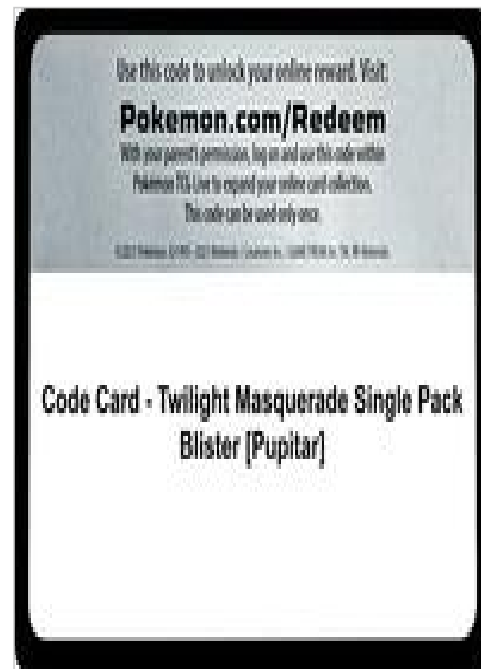 Use this code to unlock your online reward. Visit
Pokemon.com/Redeem
With your parent's permission, log on and use this code within
Pokémon TCG Live to expand your online card collection.
This code can be used only once.
Code Card - Twilight Masquerade Single Pack
Blister [Pupitar]